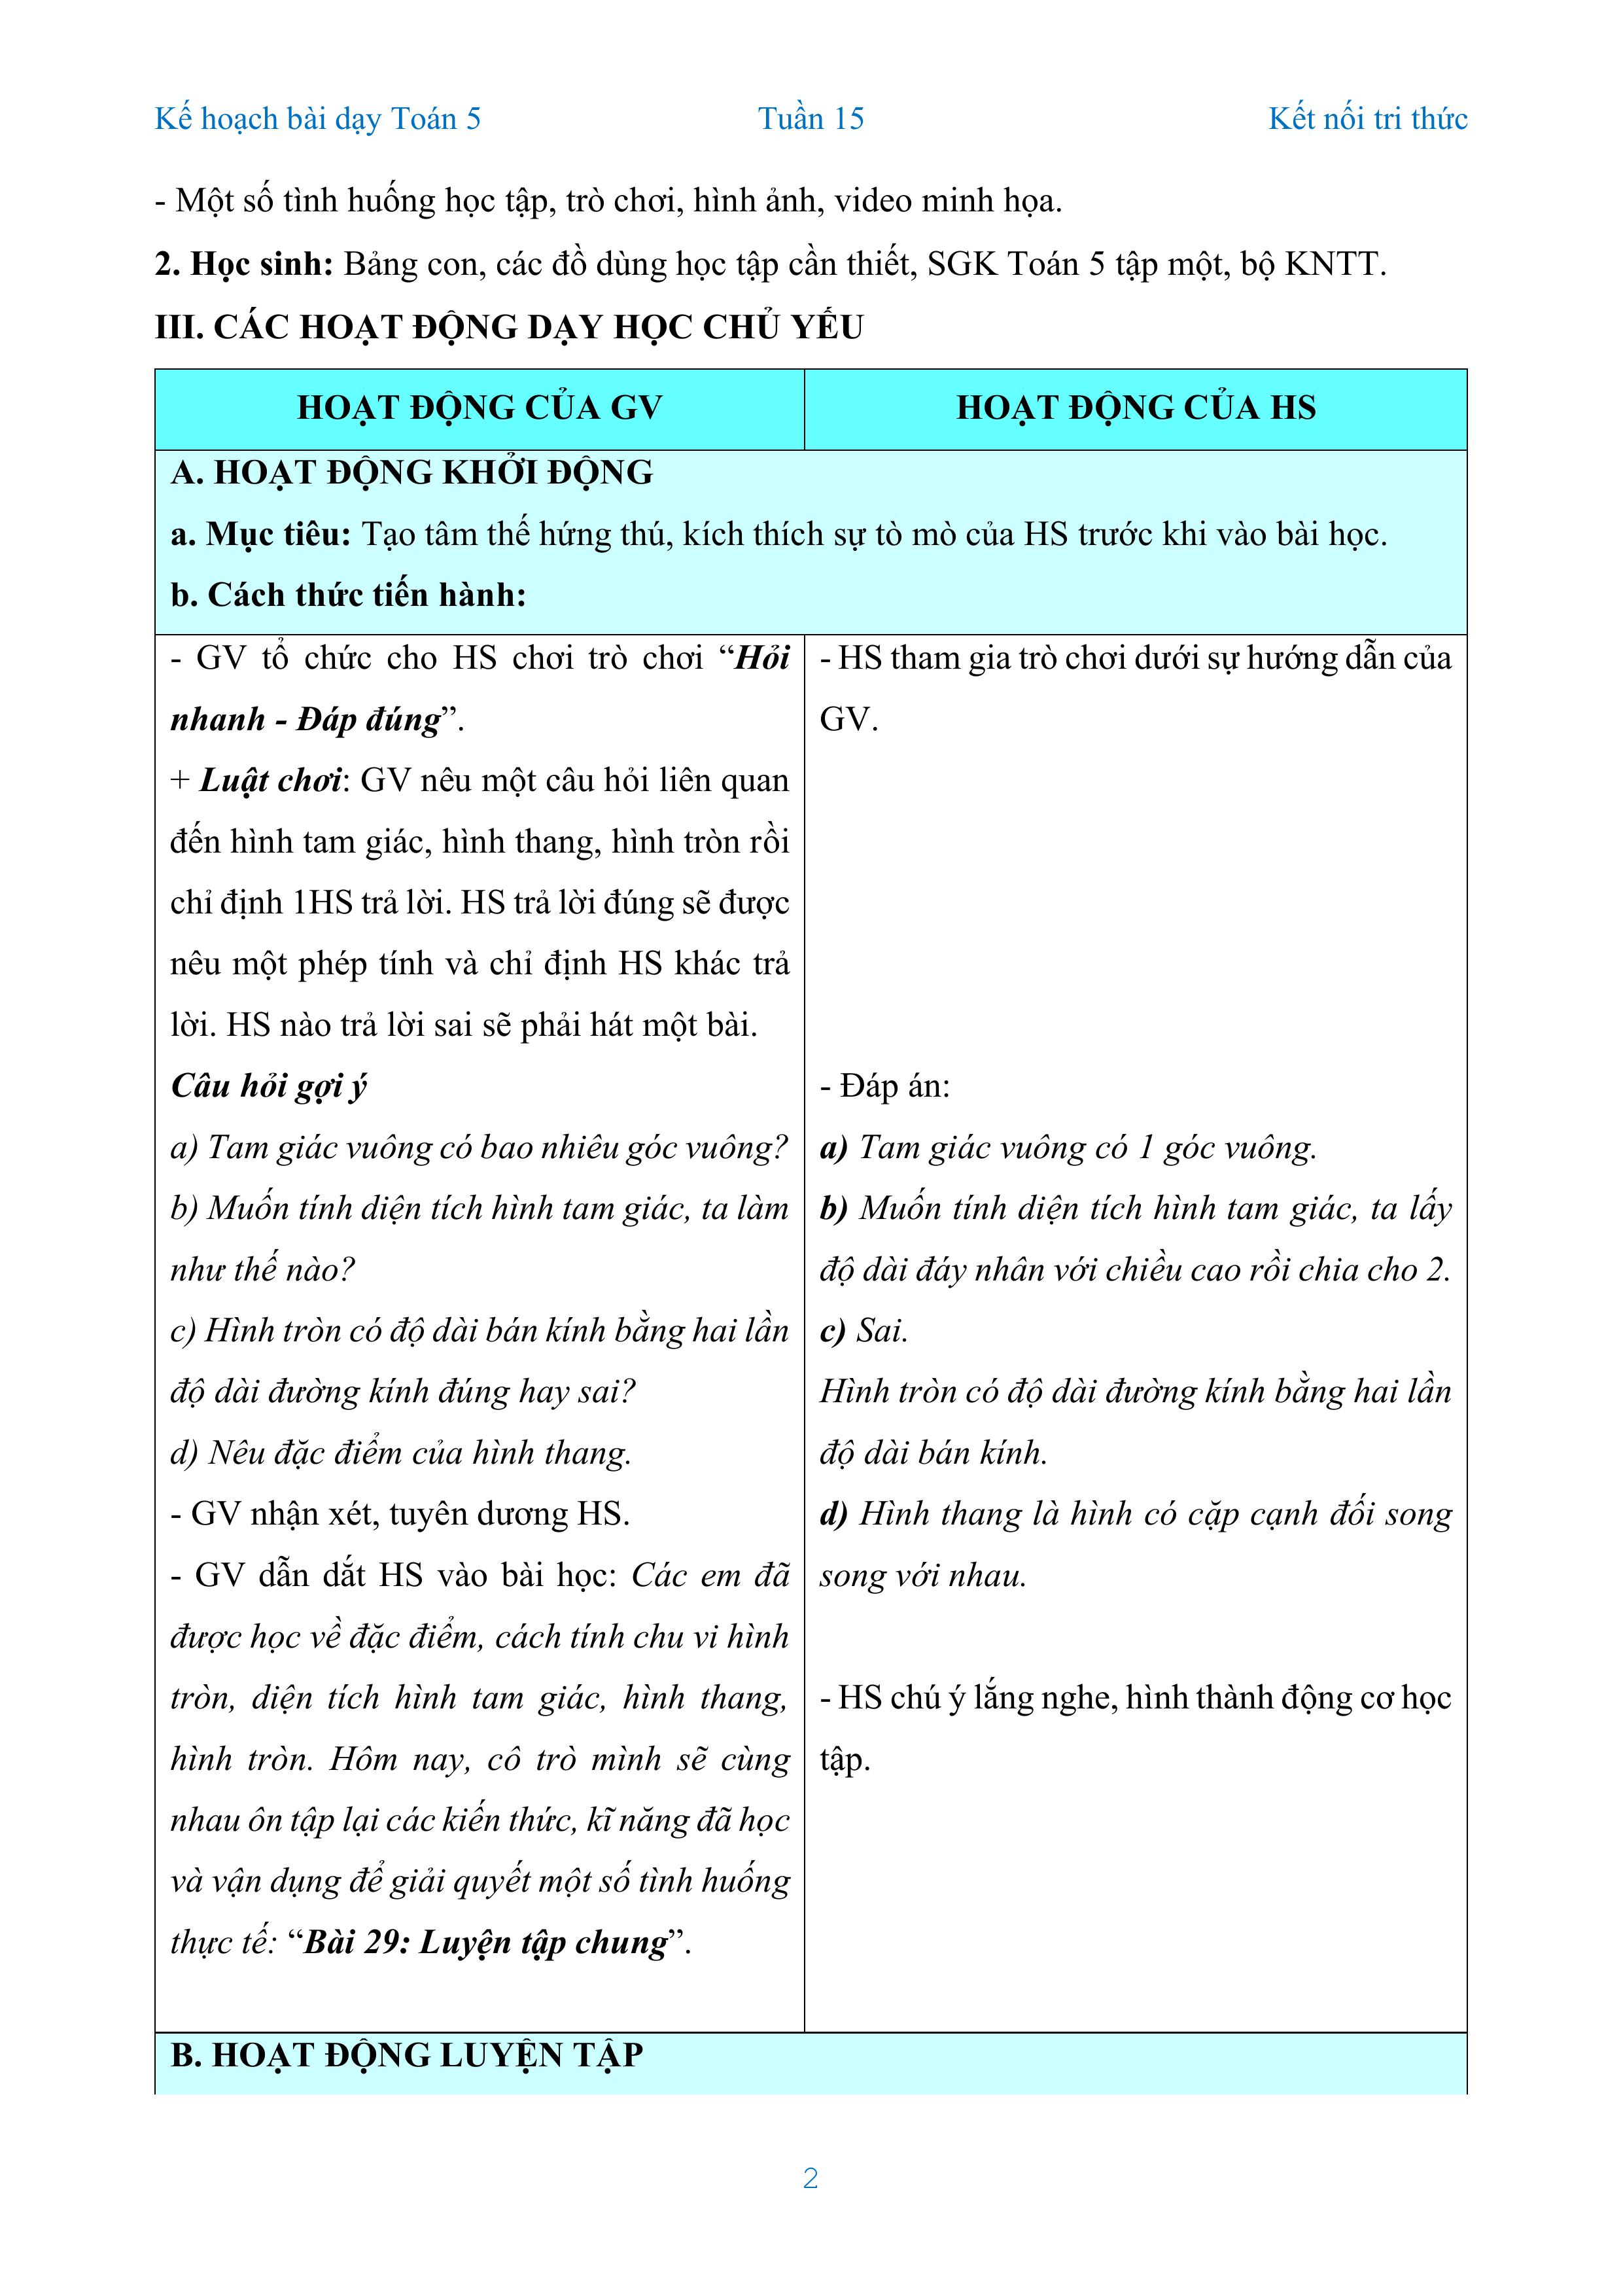 Kế hoạch bài dạy Toán 5 Tuần 15 Kết nối tri thức
- Một số tình huống học tập, trò chơi, hình ảnh, video minh họa.
2. Học sinh: Bảng con, các đồ dùng học tập cần thiết, SGK Toán 5 tập một, bộ KNTT.
III. CÁC HOẠT ĐỘNG DẠY HỌC CHỦ YẾU
HOẠT ĐỘNG CỦA GV
HOẠT ĐỘNG CỦA HS
A. HOẠT ĐỘNG KHỞI ĐỘNG
a. Mục tiêu: Tạo tâm thế hứng thú, kích thích sự tò mò của HS trước khi vào bài học.
b. Cách thức tiến hành:
- GV tổ chức cho HS chơi trò chơi “Hỏi
nhanh - Đáp đúng”.
+ Luật chơi: GV nêu một câu hỏi liên quan
đến hình tam giác, hình thang, hình tròn rồi
chỉ định 1HS trả lời. HS trả lời đúng sẽ được
nêu một phép tính và chỉ định HS khác trả
lời. HS nào trả lời sai sẽ phải hát một bài.
Câu hỏi gợi ý
a) Tam giác vuông có bao nhiêu góc vuông?
b) Muốn tính diện tích hình tam giác, ta làm
như thế nào?
c) Hình tròn có độ dài bán kính bằng hai lần
độ dài đường kính đúng hay sai?
d) Nêu đặc điểm của hình thang.
- GV nhận xét, tuyên dương HS.
- GV dẫn dắt HS vào bài học: Các em đã
được học về đặc điểm, cách tính chu vi hình
tròn, diện tích hình tam giác, hình thang,
hình tròn. Hôm nay, cô trò mình sẽ cùng
nhau ôn tập lại các kiến thức, kĩ năng đã học
và vận dụng để giải quyết một số tình huống
thực tế: “Bài 29: Luyện tập chung”.
- HS tham gia trò chơi dưới sự hướng dẫn của
GV.
- Đáp án:
a) Tam giác vuông có 1 góc vuông.
b) Muốn tính diện tích hình tam giác, ta lấy
độ dài đáy nhân với chiều cao rồi chia cho 2.
c) Sai.
Hình tròn có độ dài đường kính bằng hai lần
độ dài bán kính.
d) Hình thang là hình có cặp cạnh đối song
song với nhau.
- HS chú ý lắng nghe, hình thành động cơ học
tập.
B. HOẠT ĐỘNG LUYỆN TẬP
2